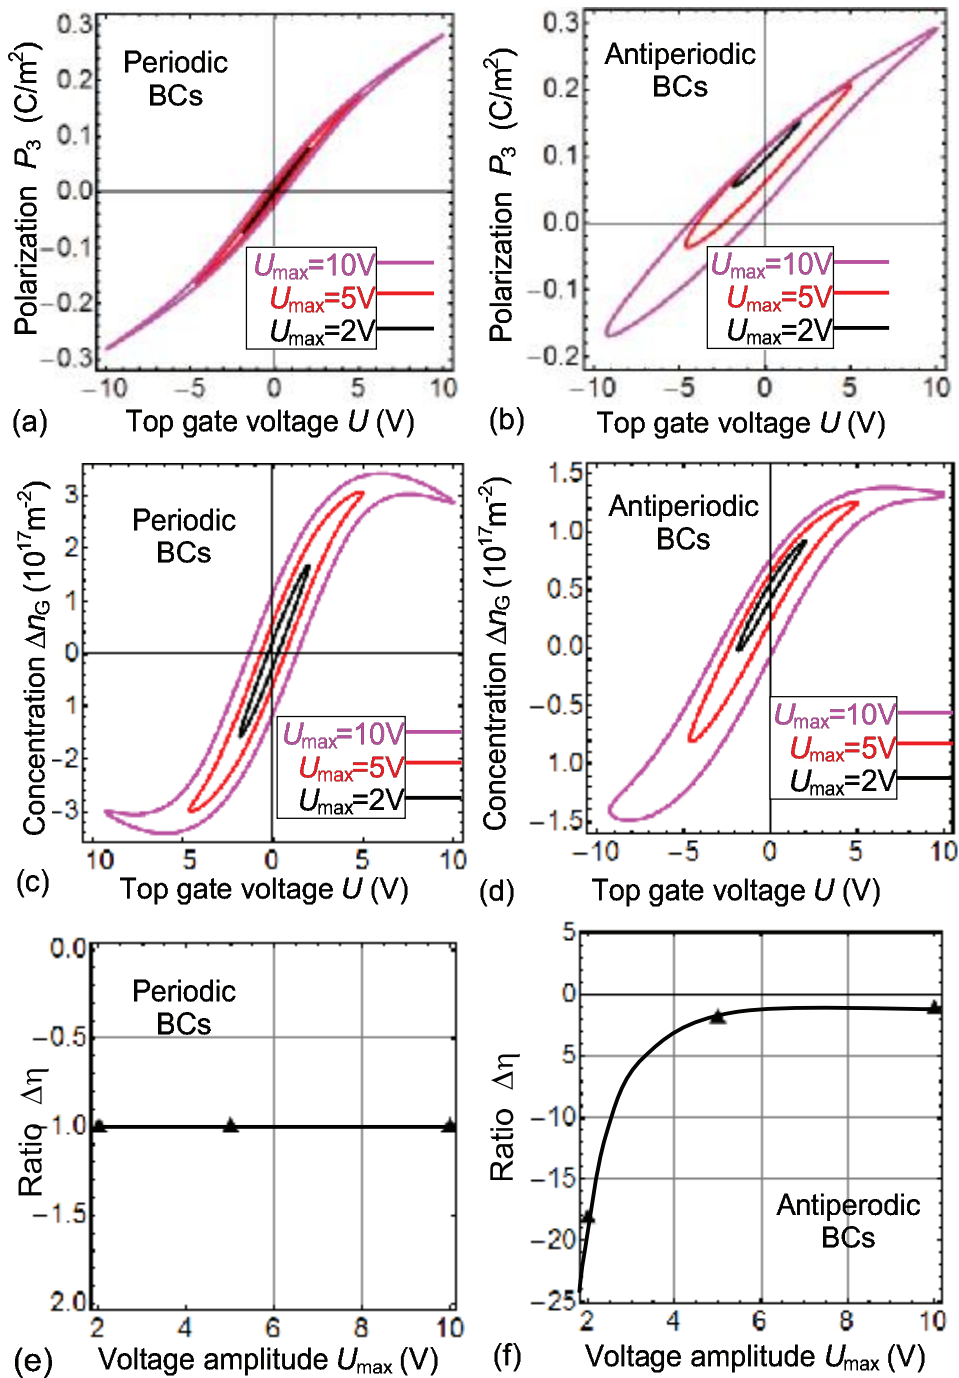 Periodic
BCs
Polarization P3 (C/m2)
0.3
0.2
0.1
0.0
−0.1
−0.2
−0.3
Umax=10V
Umax=5V
Umax=2V
−10 −5 0 5 10
(a) Top gate voltage U (V)
Antiperiodic
BCs
Polarization P3 (C/m2)
0.3
0.2
0.1
0.0
−0.1
−0.2
Umax=10V
Umax=5V
Umax=2V
−10 −5 0 5 10
(b) Top gate voltage U (V)
Periodic
BCs
Concentration ΔnG (10^17m^-2)
3
2
1
0
1
−2
−3
Umax=10V
Umax=5V
Umax=2V
10 5 0 5 10
(c) Top gate voltage U (V)
Antiperiodic
BCs
Concentration ΔnG (10^17m^-2)
1.5
1.0
0.5
0.0
−0.5
1.0
−1.5
Umax=10V
Umax=5V
Umax=2V
−10 −5 0 5 10
(d) Top gate voltage U (V)
Periodic
BCs
Ratio Δη
0.0
−0.5
1.0
−1.5
2.0
2 4 6 8 10
(e) Voltage amplitude Umax (V)
Antiperodic
BCs
Ratio Δη
5
0
5
−10
−15
−20
−25
2 4 6 8 10
(f) Voltage amplitude Umax (V)